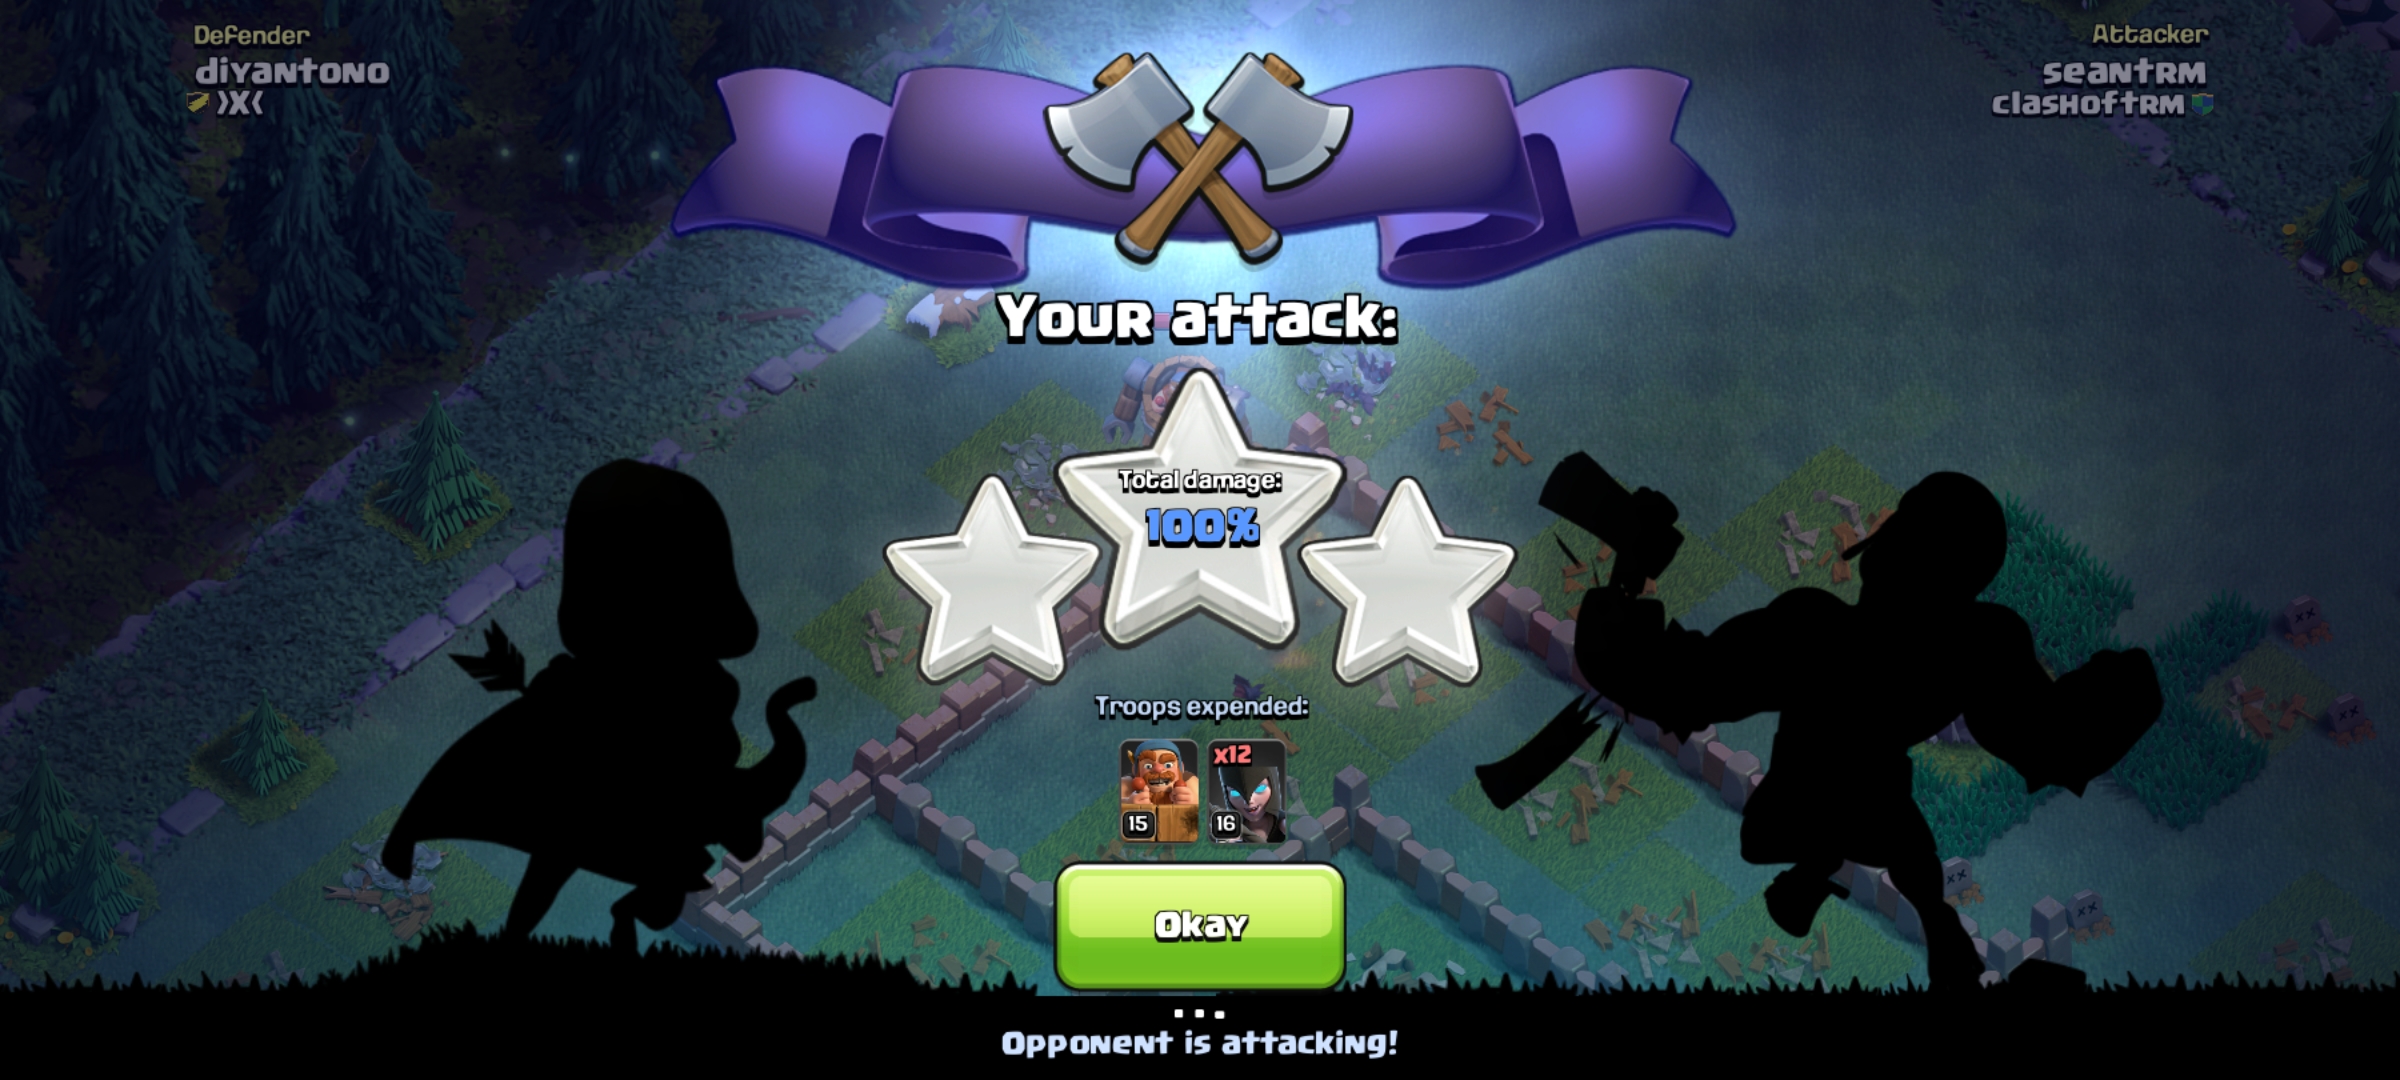 Defender
diyantono
⟩X⟨
Attacker
seantRM
clashoftRM
Your attack:
Total damage:
100%
Troops expended:
x12
15
16
Okay
...
Opponent is attacking!